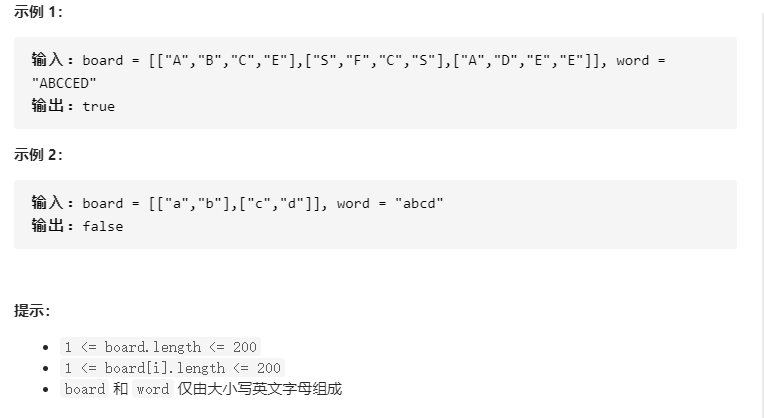 示例 1：
输入：board = [["A","B","C","E"],["S","F","C","S"],["A","D","E","E"]], word =
"ABCCED"
输出：true
示例 2：
输入：board = [["a","b"],["c","d"]], word = "abcd"
输出：false
提示：
• 1 <= board.length <= 200
• 1 <= board[i].length <= 200
• board 和 word 仅由大小写英文字母组成